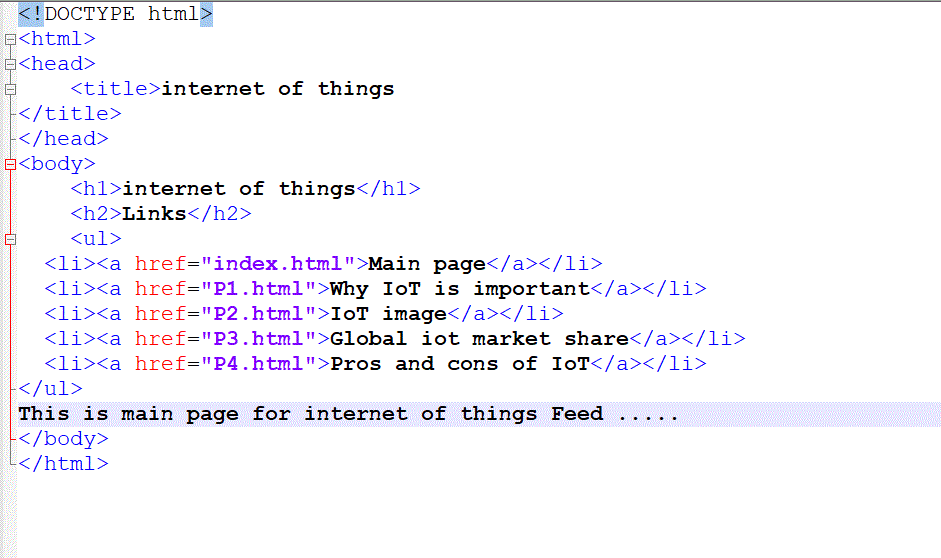 <!DOCTYPE html>
<html>
<head>
    <title>internet of things
</title>
</head>
<body>
    <h1>internet of things</h1>
    <h2>Links</h2>
    <ul>
  <li><a href="index.html">Main page</a></li>
  <li><a href="P1.html">Why IoT is important</a></li>
  <li><a href="P2.html">IoT image</a></li>
  <li><a href="P3.html">Global iot market share</a></li>
  <li><a href="P4.html">Pros and cons of IoT</a></li>
</ul>
This is main page for internet of things Feed .....
</body>
</html>